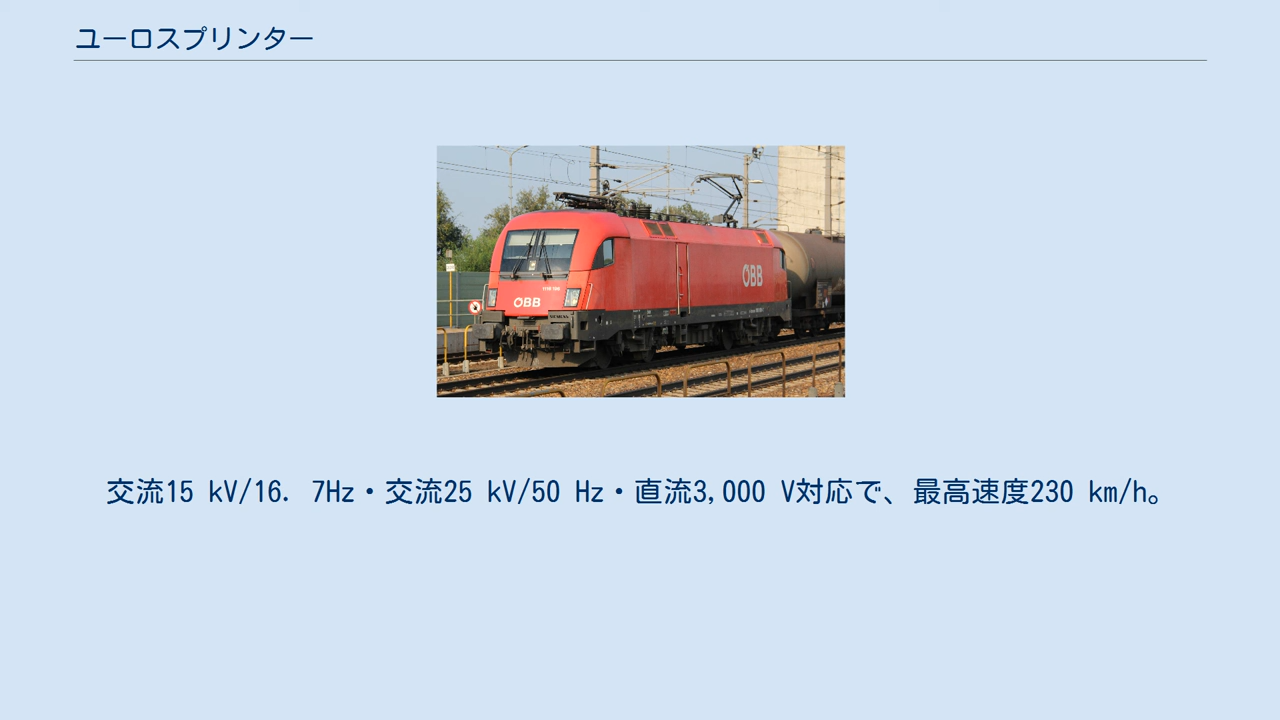 ユーロスプリンター
ÖBB
ÖBB
SIEMENS
交流15 kV/16. 7Hz・交流25 kV/50 Hz・直流3,000 V対応で、最高速度230 km/h。